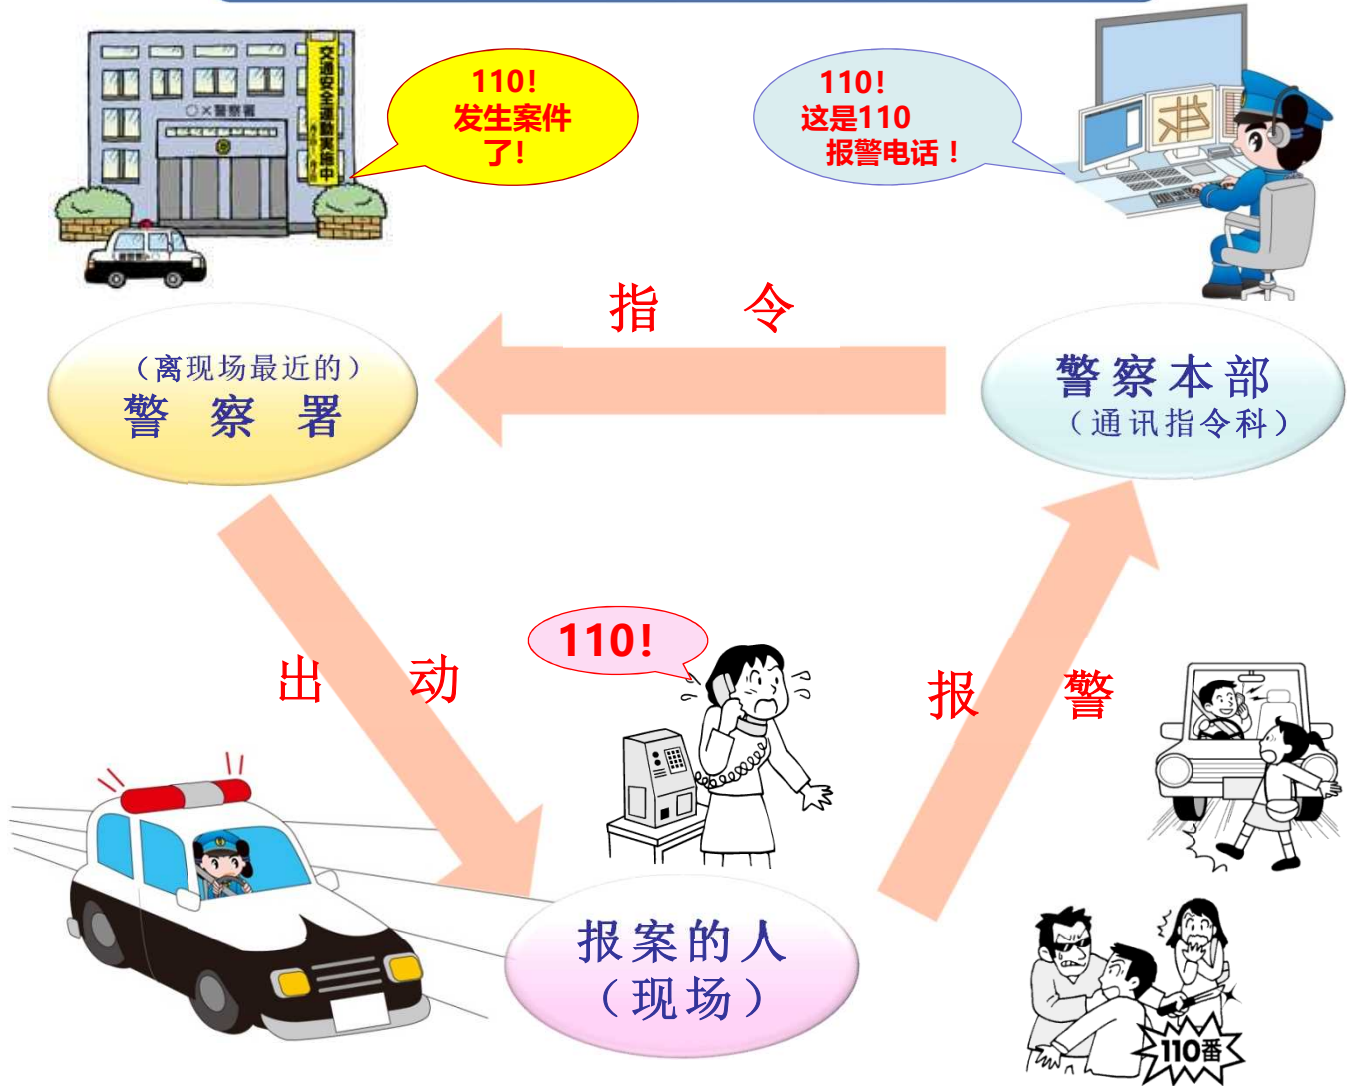 交通安全運動実施中
○×警察署
110!
发生案件
了!
110!
这是110
报警电话！
指 令
（离现场最近的）
警 察 署
警察本部
（通讯指令科）
出 动
110!
报 警
报案的人
（现场）
110番